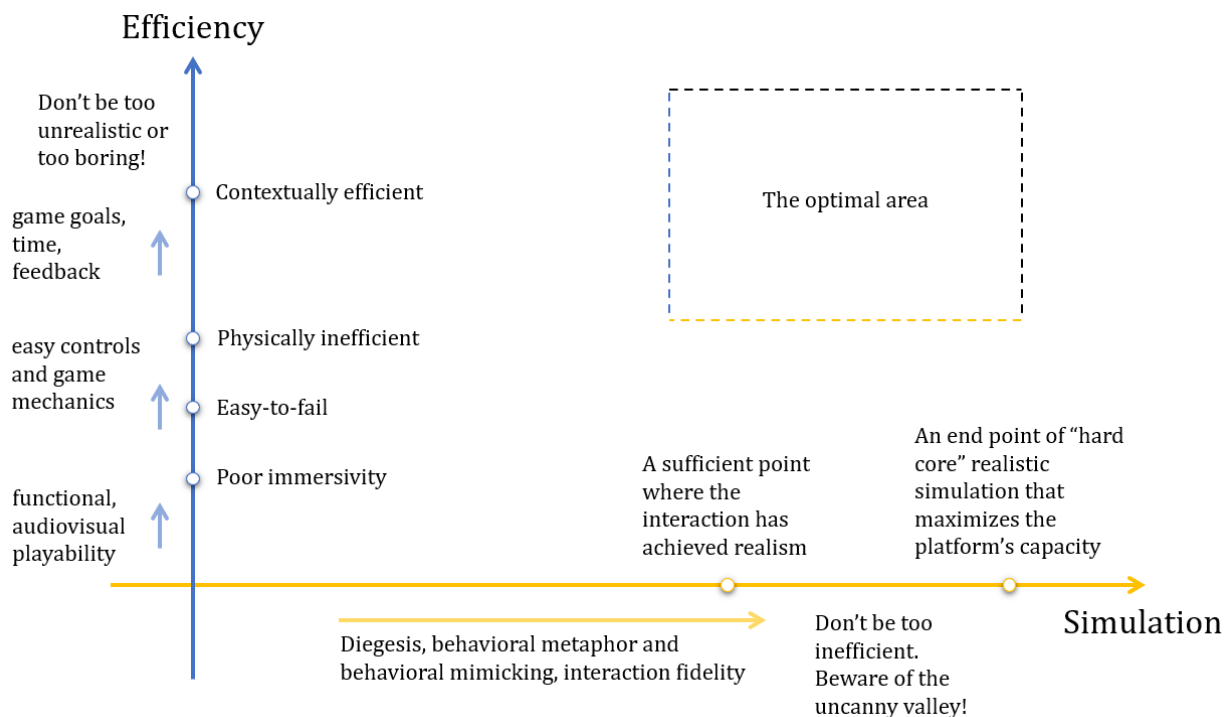 Efficiency
Don’t be too
unrealistic or
too boring!
Contextually efficient
The optimal area
game goals,
time,
feedback
Physically inefficient
easy controls
and game
mechanics
Easy-to-fail
Poor immersivity
functional,
audiovisual
playability
A sufficient point
where the
interaction has
achieved realism
An end point of “hard
core” realistic
simulation that
maximizes the
platform’s capacity
Simulation
Diegesis, behavioral metaphor and
behavioral mimicking, interaction fidelity
Don’t be too
inefficient.
Beware of the
uncanny valley!